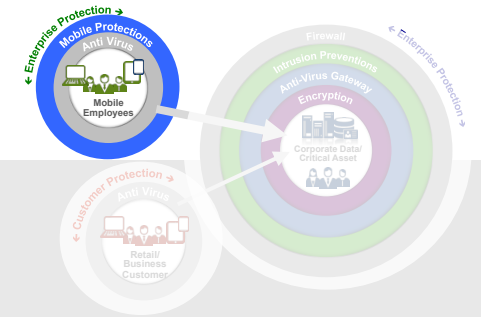 ← Enterprise Protection →
Mobile Protections
Anti Virus
Mobile
Employees
Firewall
Intrusion Preventions
Anti-Virus Gateway
Encryption
Corporate Data/
Critical Asset
← Enterprise Protection →
← Customer Protection →
Anti Virus
Retail/
Business
Customer